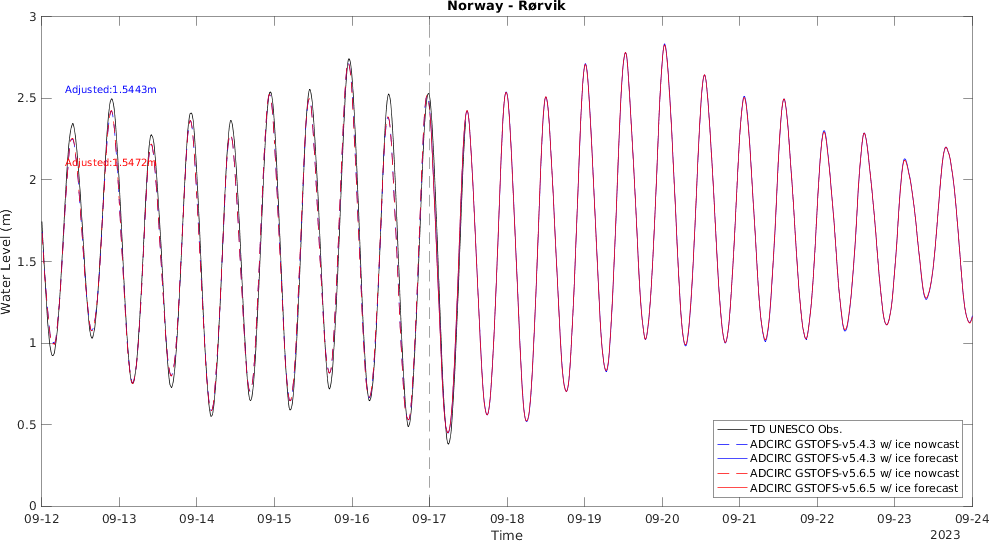 Norway - Rørvik
3
2.5
2
1.5
1
0.5
0
Water Level (m)
Adjusted:1.5443m
Adjusted:1.5472m
TD UNESCO Obs.
ADCIRC GSTOFS-v5.4.3 w/ ice nowcast
ADCIRC GSTOFS-v5.4.3 w/ ice forecast
ADCIRC GSTOFS-v5.6.5 w/ ice nowcast
ADCIRC GSTOFS-v5.6.5 w/ ice forecast
09-12 09-13 09-14 09-15 09-16 09-17 09-18 09-19 09-20 09-21 09-22 09-23 09-24
Time
2023